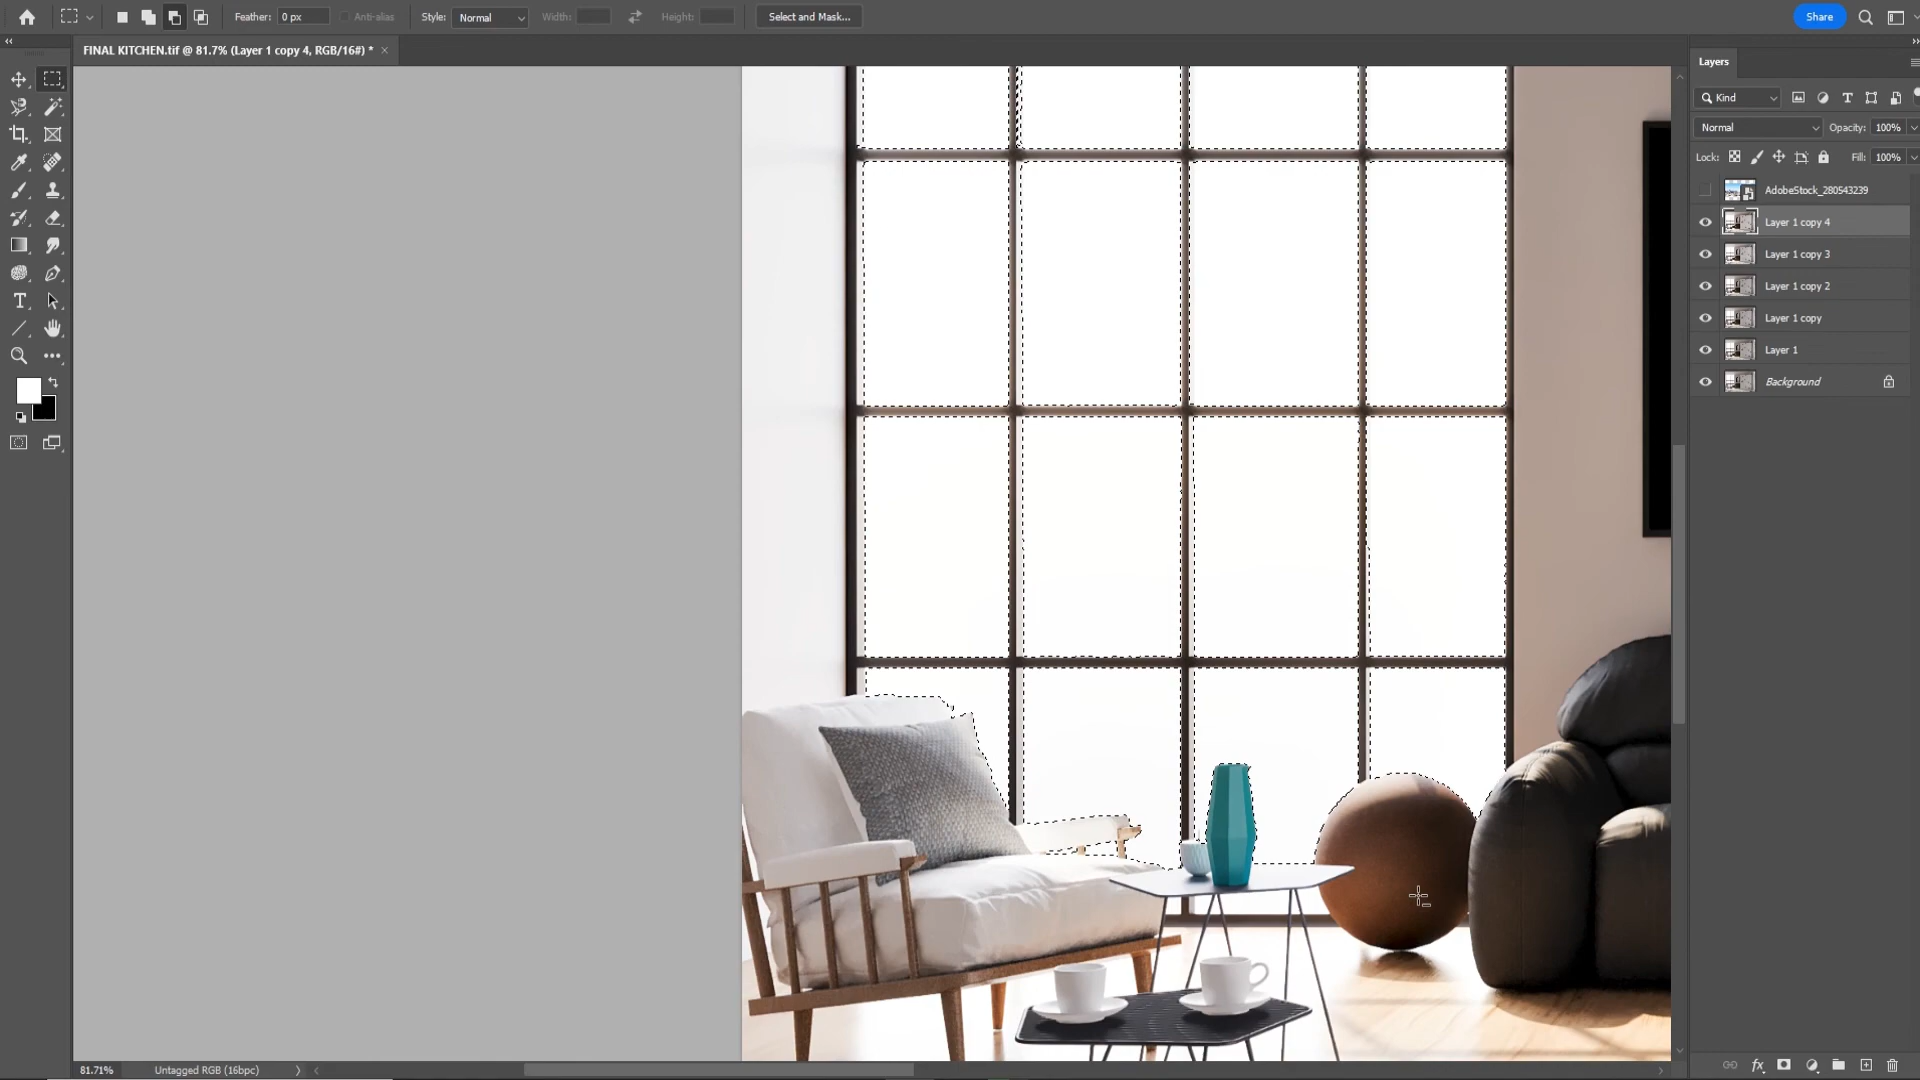 Feather: 0 px
Anti-alias
Style: Normal
Width:
Height:
Select and Mask...
Share
FINAL KITCHEN.tif @ 81.7% (Layer 1 copy 4, RGB/16#) *
Layers
Kind
Normal
Opacity: 100%
Lock:
Fill: 100%
AdobeStock_280543239
Layer 1 copy 4
Layer 1 copy 3
Layer 1 copy 2
Layer 1 copy
Layer 1
Background
81.71%
Untagged RGB (16bpc)